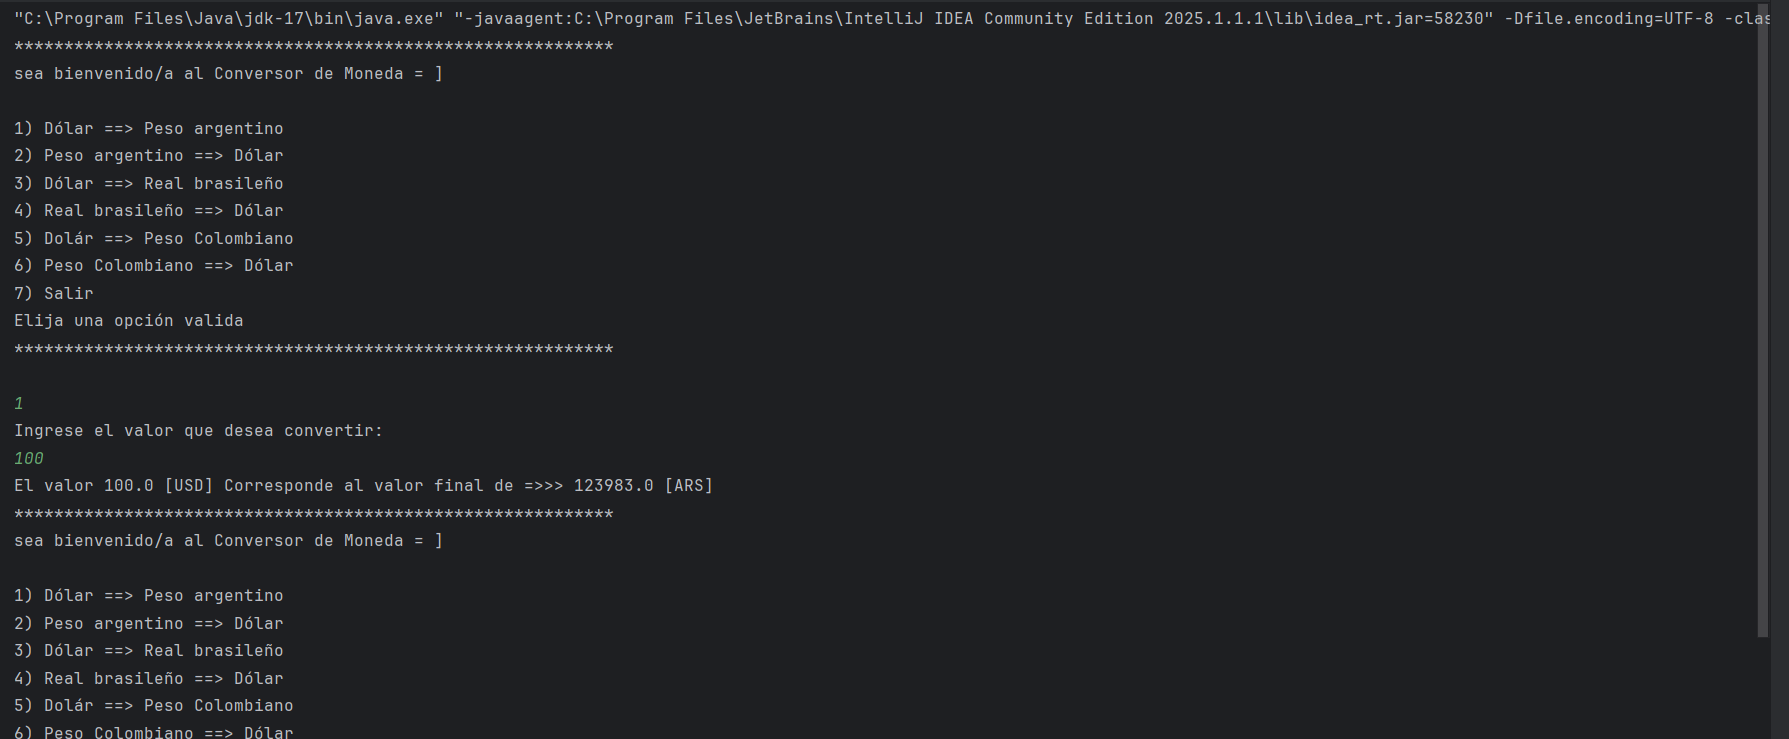 "C:\Program Files\Java\jdk-17\bin\java.exe" "-javaagent:C:\Program Files\JetBrains\IntelliJ IDEA Community Edition 2025.1.1.1\lib\idea_rt.jar=58230" -Dfile.encoding=UTF-8 -clas
************************************************************
sea bienvenido/a al Conversor de Moneda = ]
1) Dólar ==> Peso argentino
2) Peso argentino ==> Dólar
3) Dólar ==> Real brasileño
4) Real brasileño ==> Dólar
5) Dolár ==> Peso Colombiano
6) Peso Colombiano ==> Dólar
7) Salir
Elija una opción valida
************************************************************
1
Ingrese el valor que desea convertir:
100
El valor 100.0 [USD] Corresponde al valor final de =>>> 123983.0 [ARS]
************************************************************
sea bienvenido/a al Conversor de Moneda = ]
1) Dólar ==> Peso argentino
2) Peso argentino ==> Dólar
3) Dólar ==> Real brasileño
4) Real brasileño ==> Dólar
5) Dolár ==> Peso Colombiano
6) Peso Colombiano ==> Dólar